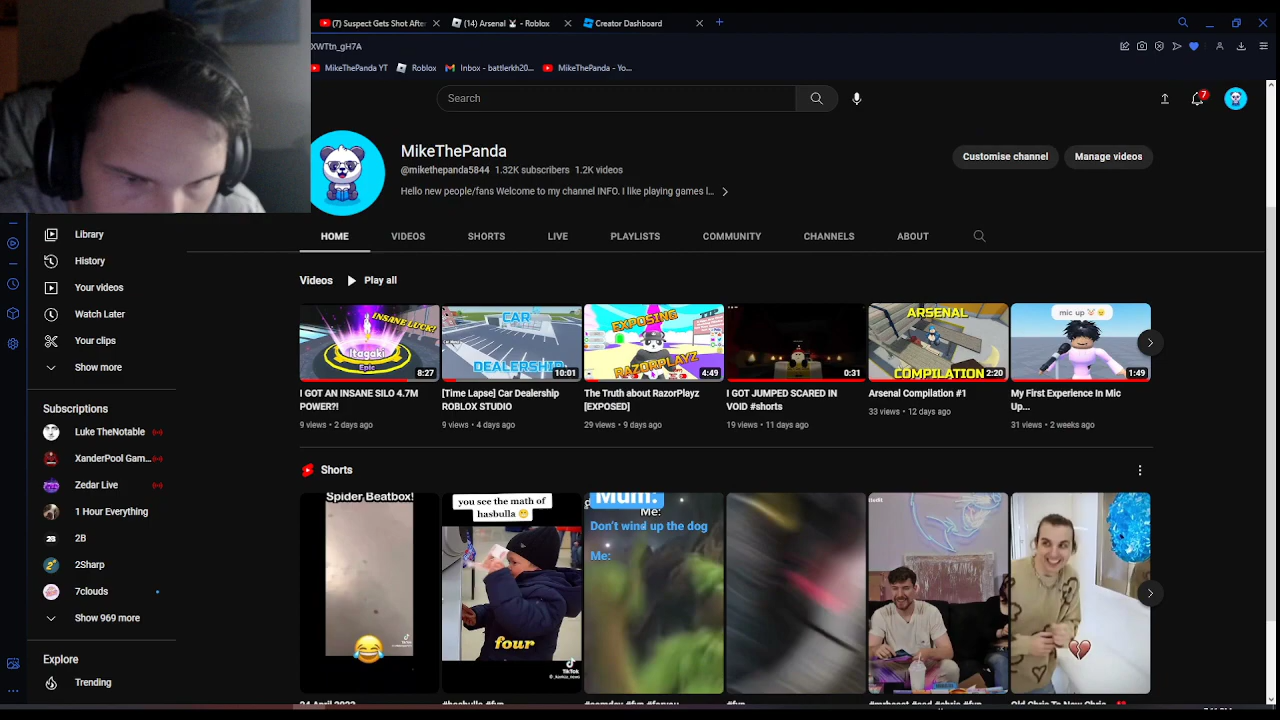 (7) Suspect Gets Shot After
(14) Arsenal - Roblox
Creator Dashboard
XWTtn_gH7A
MikeThePanda YT
Roblox
Inbox - battlerkh20...
MikeThePanda - Yo...
Search
7
MikeThePanda
@mikethepanda5844 1.32K subscribers 1.2K videos
Hello new people/fans Welcome to my channel INFO. I like playing games l...
Customise channel
Manage videos
HOME
VIDEOS
SHORTS
LIVE
PLAYLISTS
COMMUNITY
CHANNELS
ABOUT
Library
History
Your videos
Watch Later
Your clips
Show more
Subscriptions
Luke TheNotable
XanderPool Gam...
Zedar Live
1 Hour Everything
2B
2Sharp
7clouds
Show 969 more
Explore
Trending
Videos
Play all
INSANE LUCK!
Itagaki
Epic
8:27
I GOT AN INSANE SILO 4.7M
POWER?!
9 views • 2 days ago
CAR
DEALERSHIP
10:01
[Time Lapse] Car Dealership
ROBLOX STUDIO
9 views • 4 days ago
EXPOSING
RAZORPLAYZ
4:49
The Truth about RazorPlayz
[EXPOSED]
29 views • 9 days ago
0:31
I GOT JUMPED SCARED IN
VOID #shorts
19 views • 11 days ago
ARSENAL
COMPILATION
2:20
Arsenal Compilation #1
33 views • 12 days ago
mic up
1:49
My First Experience In Mic
Up...
31 views • 2 weeks ago
Shorts
Spider Beatbox!
you see the math of
hasbulla
four
TikTok
Mum:
Me:
Don't wind up the dog
Me: